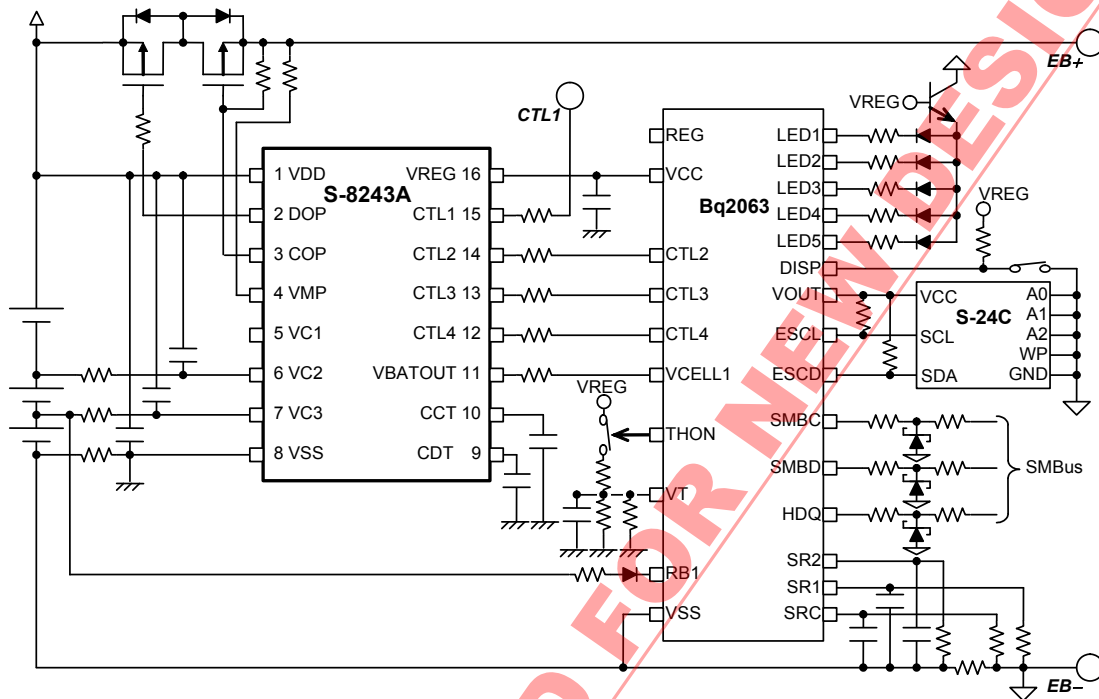 EB+
CTL1
VREG
S-8243A
1 VDD
2 DOP
3 COP
4 VMP
5 VC1
6 VC2
7 VC3
8 VSS
VREG 16
CTL1 15
CTL2 14
CTL3 13
CTL4 12
VBATOUT 11
CCT 10
CDT 9
Bq2063
REG
VCC
CTL2
CTL3
CTL4
VCELL1
VREG
THON
VT
RB1
VSS
LED1
LED2
LED3
LED4
LED5
DISP
VOUT
ESCL
ESCD
SMBC
SMBD
HDQ
SR2
SR1
SRC
VREG
S-24C
VCC
SCL
SDA
A0
A1
A2
WP
GND
SMBus
EB−
D FOR NEW DESIG